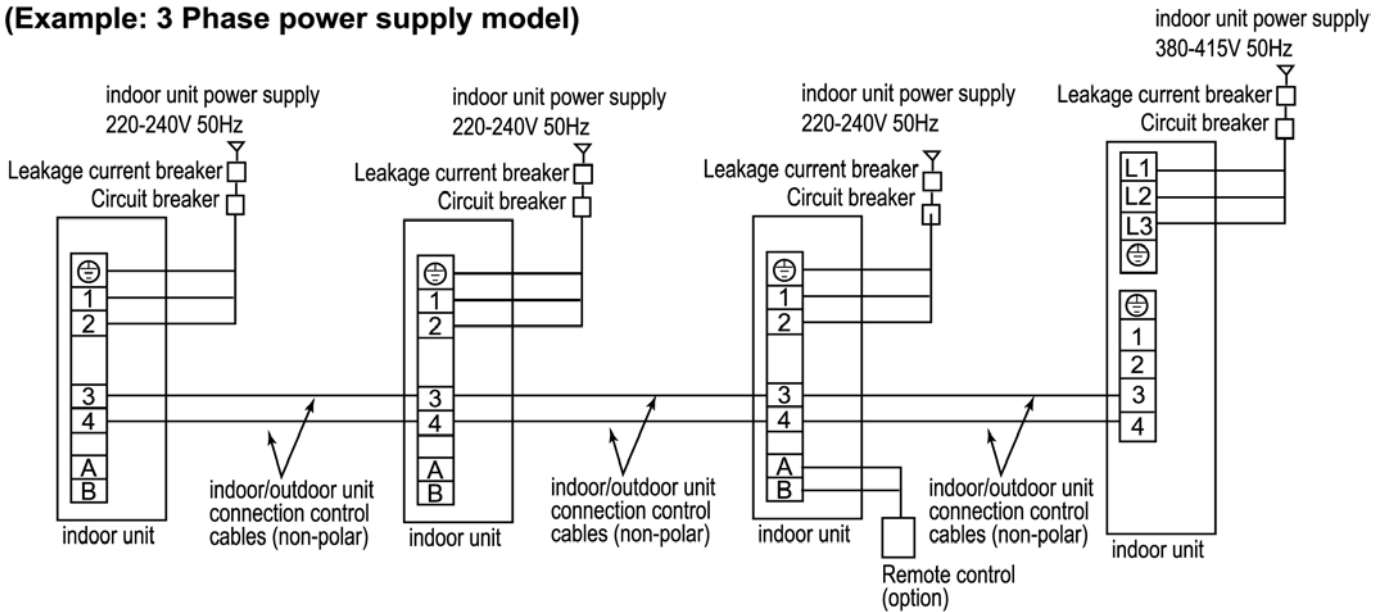 (Example: 3 Phase power supply model)
indoor unit power supply
380-415V 50Hz
Leakage current breaker
Circuit breaker
indoor unit power supply
220-240V 50Hz
Leakage current breaker
Circuit breaker
indoor unit power supply
220-240V 50Hz
Leakage current breaker
Circuit breaker
indoor unit power supply
220-240V 50Hz
Leakage current breaker
Circuit breaker
1
2
3
4
A
B
indoor unit
indoor/outdoor unit
connection control
cables (non-polar)
1
2
3
4
A
B
indoor unit
indoor/outdoor unit
connection control
cables (non-polar)
1
2
3
4
A
B
indoor unit
Remote control
(option)
indoor/outdoor unit
connection control
cables (non-polar)
L1
L2
L3
1
2
3
4
indoor unit